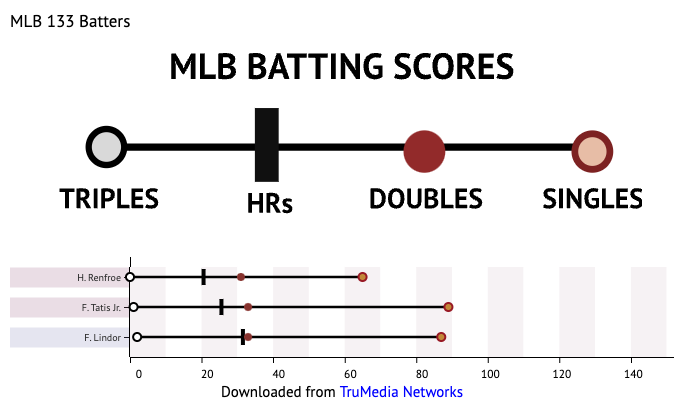 MLB 133 Batters
MLB BATTING SCORES
TRIPLES HRs DOUBLES SINGLES
H. Renfroe
F. Tatis Jr.
F. Lindor
0 20 40 60 80 100 120 140
Downloaded from TruMedia Networks